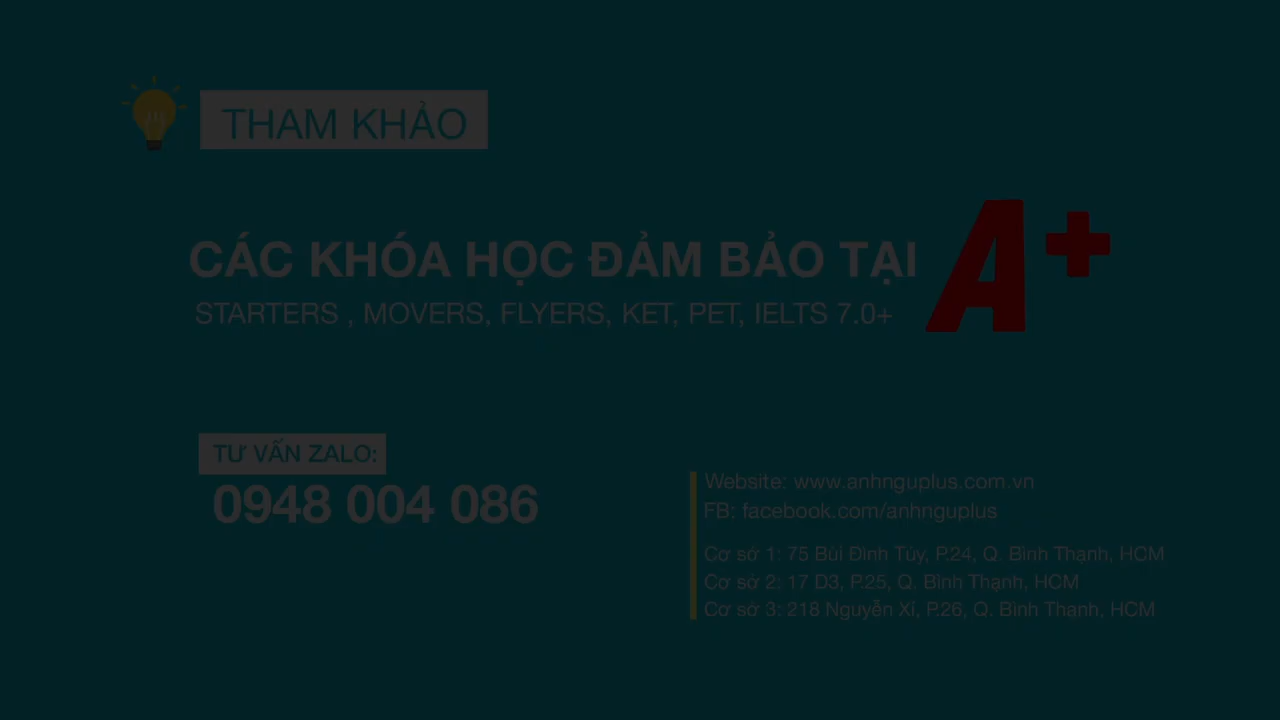 THAM KHẢO
CÁC KHÓA HỌC ĐẢM BẢO TẠI A+
STARTERS , MOVERS, FLYERS, KET, PET, IELTS 7.0+
TƯ VẤN ZALO:
0948 004 086
Website: www.anhnguplus.com.vn
FB: facebook.com/anhnguplus
Cơ sở 1: 75 Bùi Đình Túy, P.24, Q. Bình Thạnh, HCM
Cơ sở 2: 17 D3, P.25, Q. Bình Thạnh, HCM
Cơ sở 3: 218 Nguyễn Xí, P.26, Q. Bình Thạnh, HCM